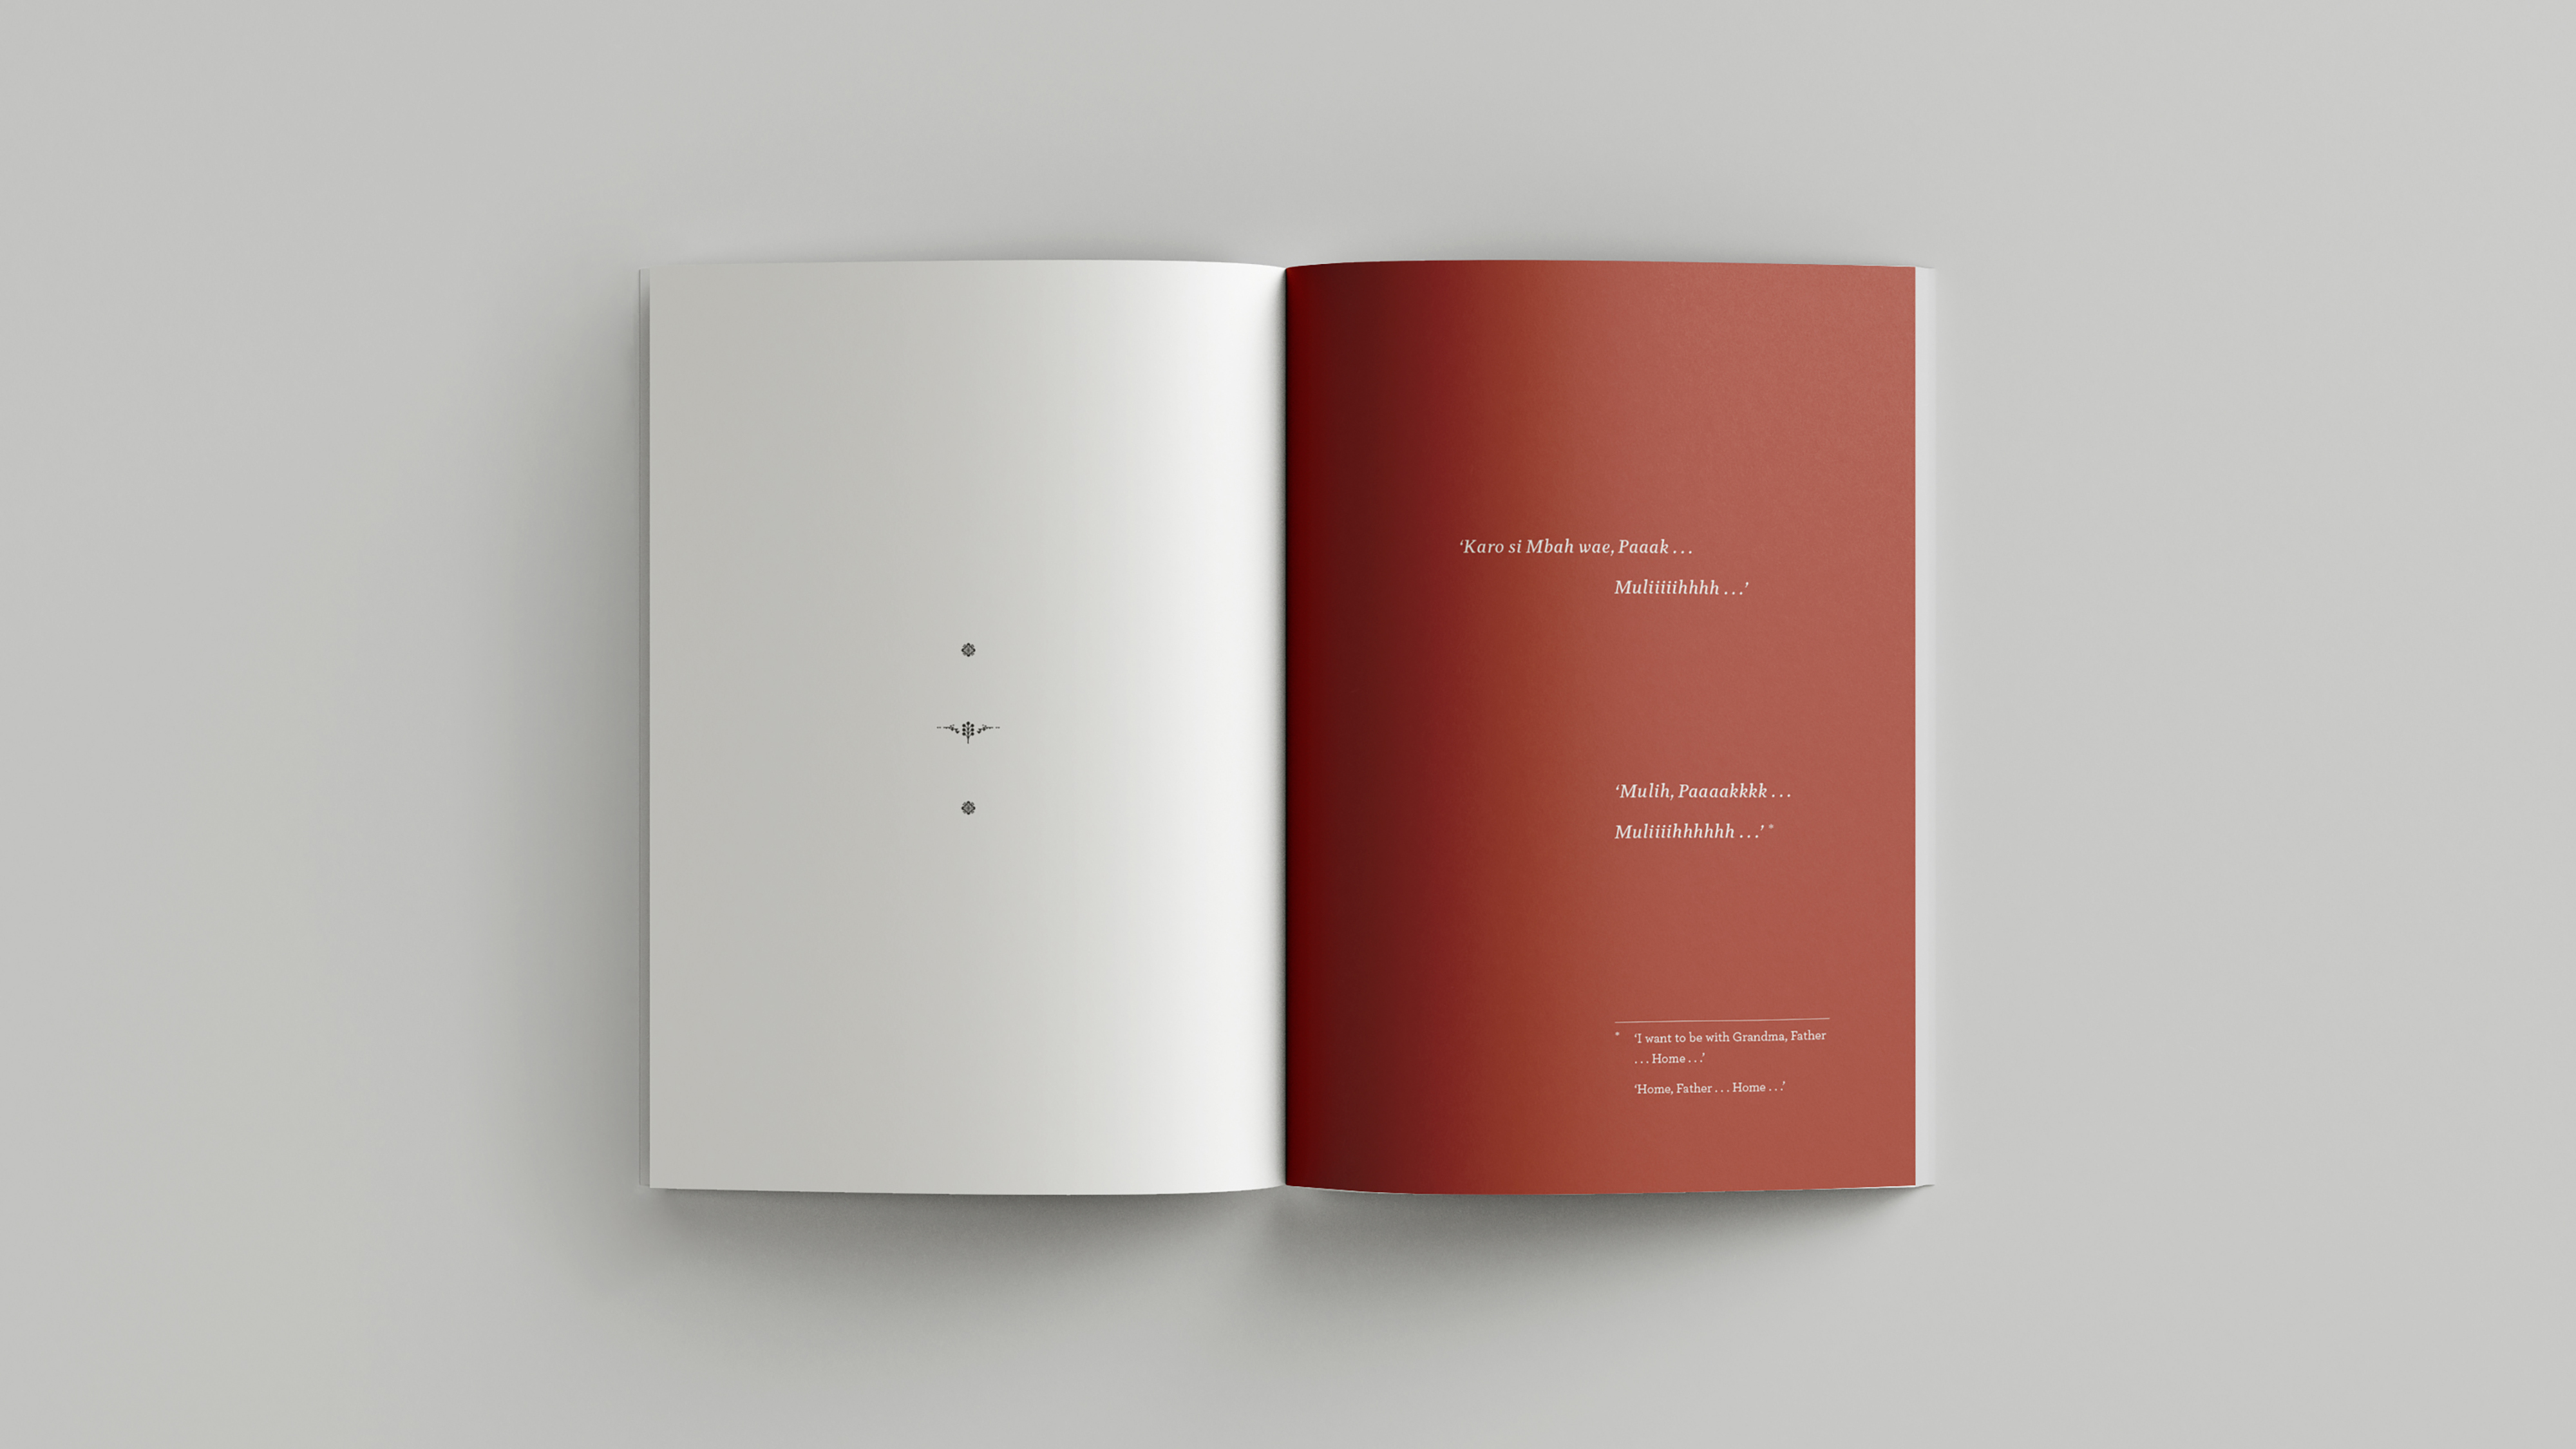 ‘Karo si Mbah wae, Paaak . . .
Muliiiiihhhh . . .’
‘Mulih, Paaaakkkk . . .
Muliiiihhhhhh . . .’ *
* ‘I want to be with Grandma, Father
. . . Home . . .’
‘Home, Father . . . Home . . .’